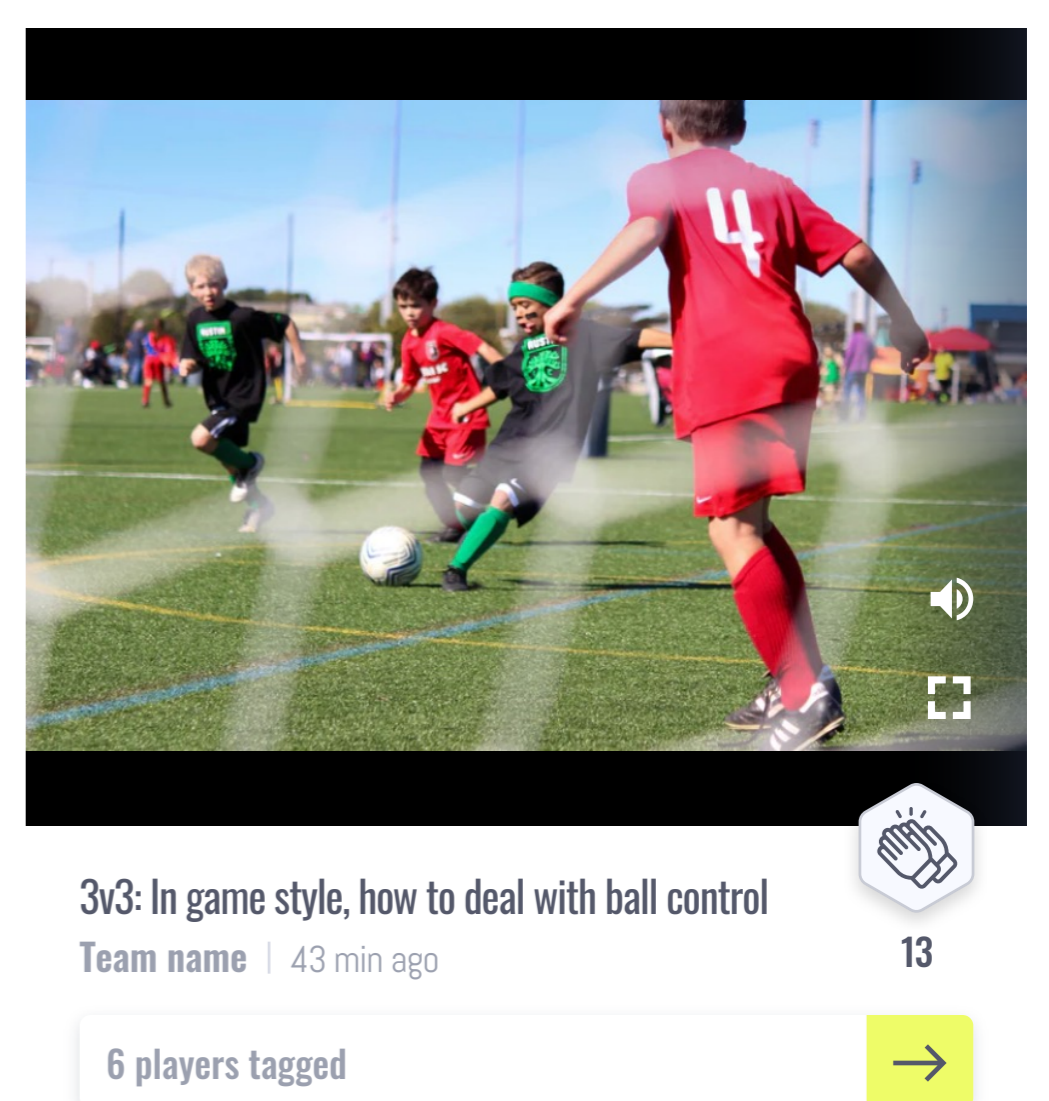 4
AUSTIN
3v3: In game style, how to deal with ball control
Team name | 43 min ago
13
6 players tagged